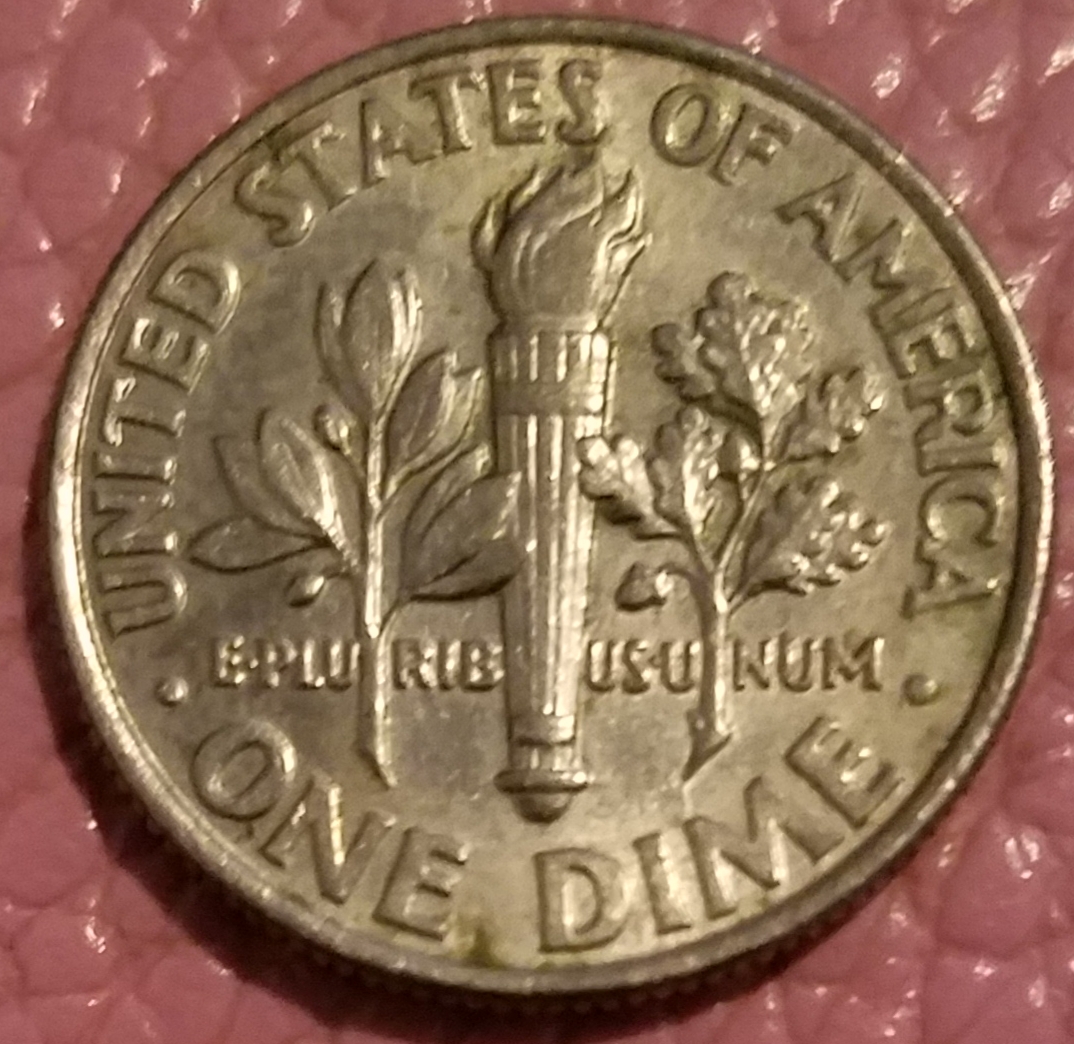 UNITED STATES OF AMERICA
E·PLURIBUS·UNUM
· ONE DIME ·